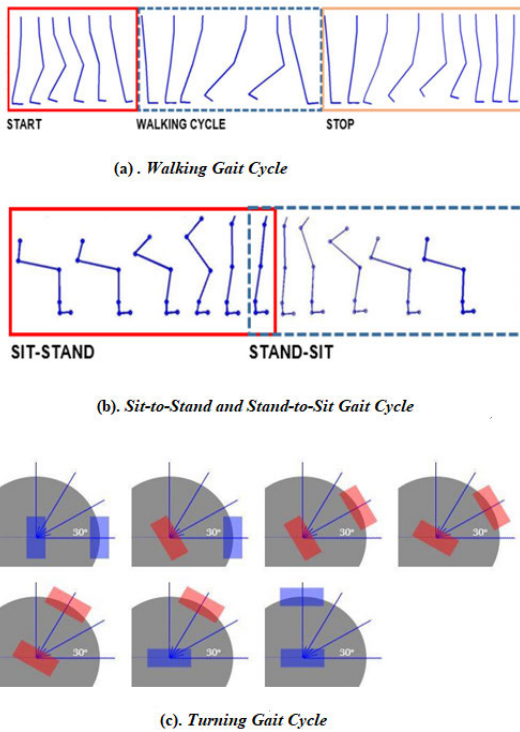 START WALKING CYCLE STOP
(a) . Walking Gait Cycle
SIT-STAND STAND-SIT
(b). Sit-to-Stand and Stand-to-Sit Gait Cycle
30° 30° 30° 30°
30° 30° 30°
(c). Turning Gait Cycle